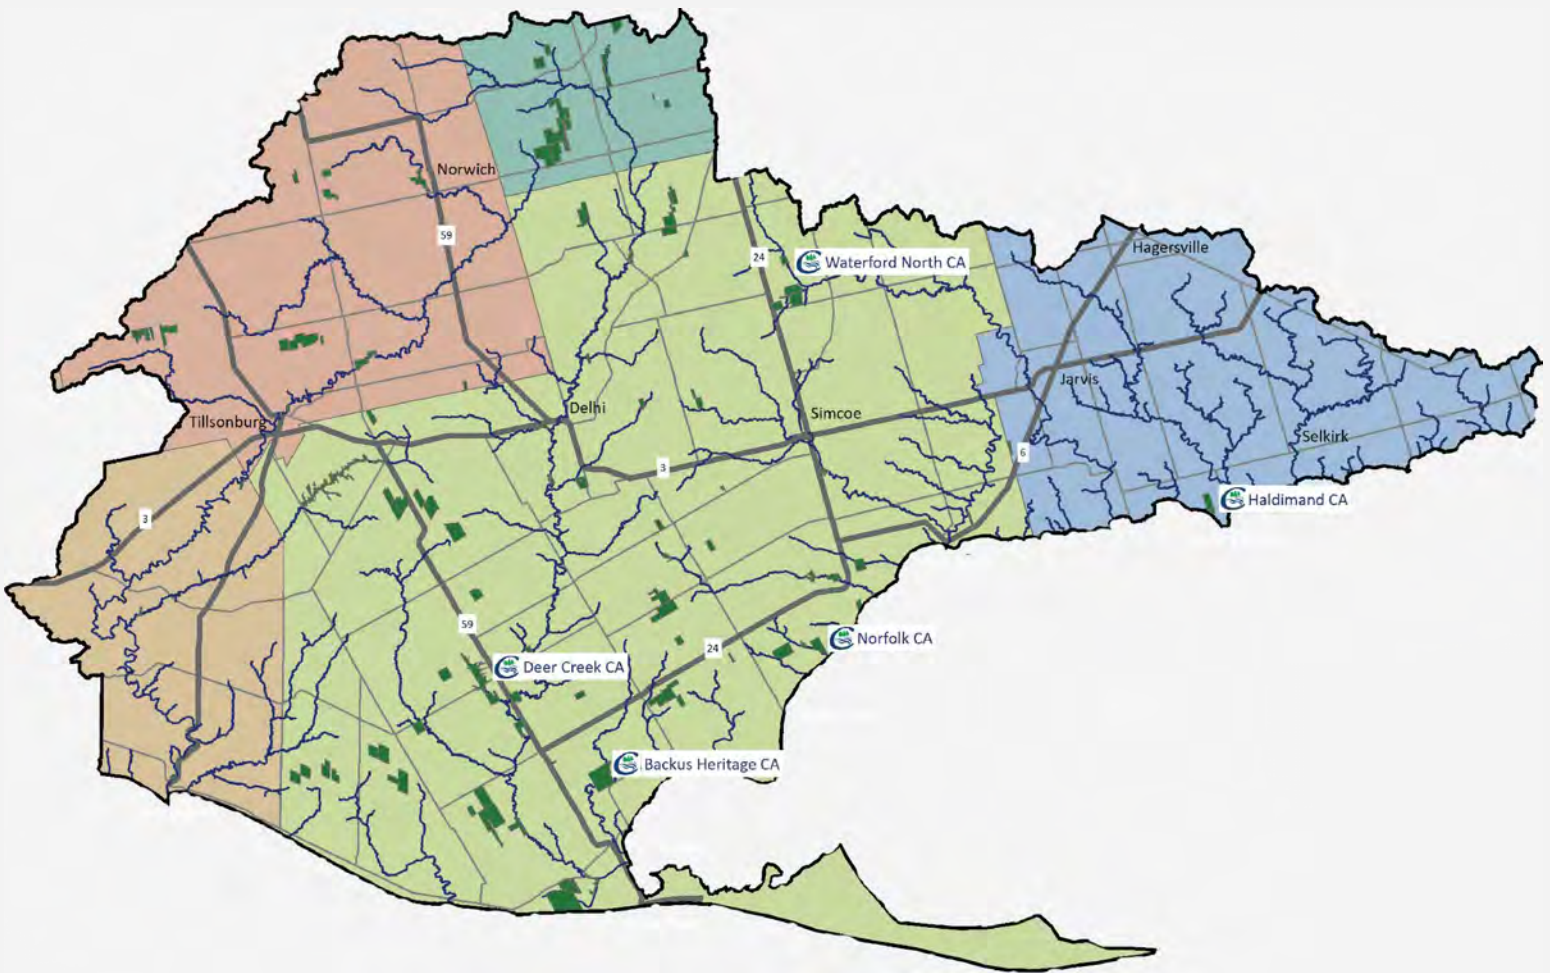 Norwich
59
Hagersville
24
Waterford North CA
Jarvis
Delhi
Simcoe
Tillsonburg
Selkirk
6
3
Haldimand CA
3
59
Norfolk CA
24
Deer Creek CA
Backus Heritage CA